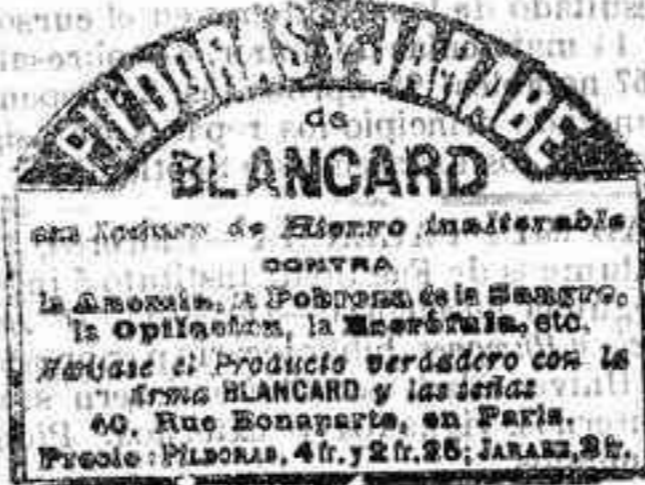 PILDORAS Y JARABE
de
BLANCARD
con Ioduro de Hierro inalterable
CONTRA
la Anemia, la Pobreza de la Sangre,
la Opilación, la Escrófula, etc.
Exíjase el Producto verdadero con la
firma BLANCARD y las señas
40, Rue Bonaparte, en Paris.
Precio: PÍLDORAS, 4 fr. y 2 fr. 25; JARABE, 3 fr.